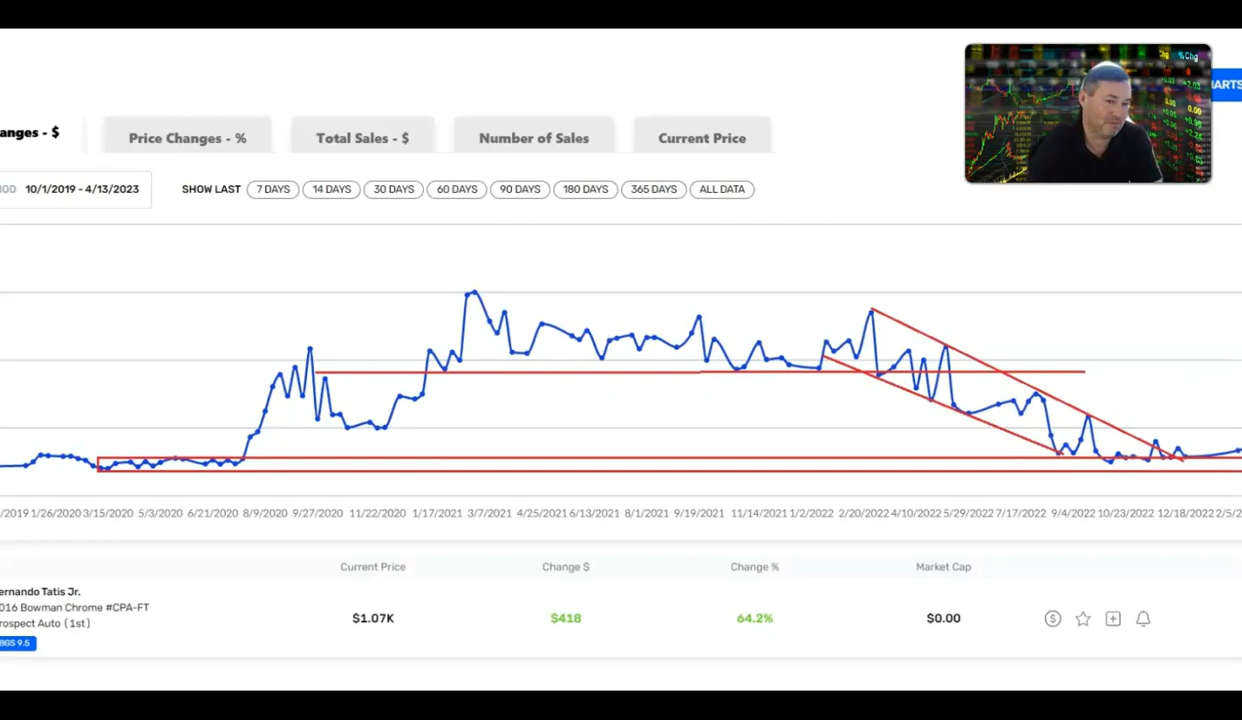 %Chg
ARTS
anges - $
Price Changes - %
Total Sales - $
Number of Sales
Current Price
OD 10/1/2019 - 4/13/2023
SHOW LAST 7 DAYS 14 DAYS 30 DAYS 60 DAYS 90 DAYS 180 DAYS 365 DAYS ALL DATA
/2019 1/26/2020 3/15/2020 5/3/2020 6/21/2020 8/9/2020 9/27/2020 11/22/2020 1/17/2021 3/7/2021 4/25/2021 6/13/2021 8/1/2021 9/19/2021 11/14/2021 1/2/2022 2/20/2022 4/10/2022 5/29/2022 7/17/2022 9/4/2022 10/23/2022 12/18/2022 2/5/2
Current Price Change $ Change % Market Cap
ernando Tatis Jr.
016 Bowman Chrome #CPA-FT
rospect Auto (1st)
BGS 9.5
$1.07K $418 64.2% $0.00